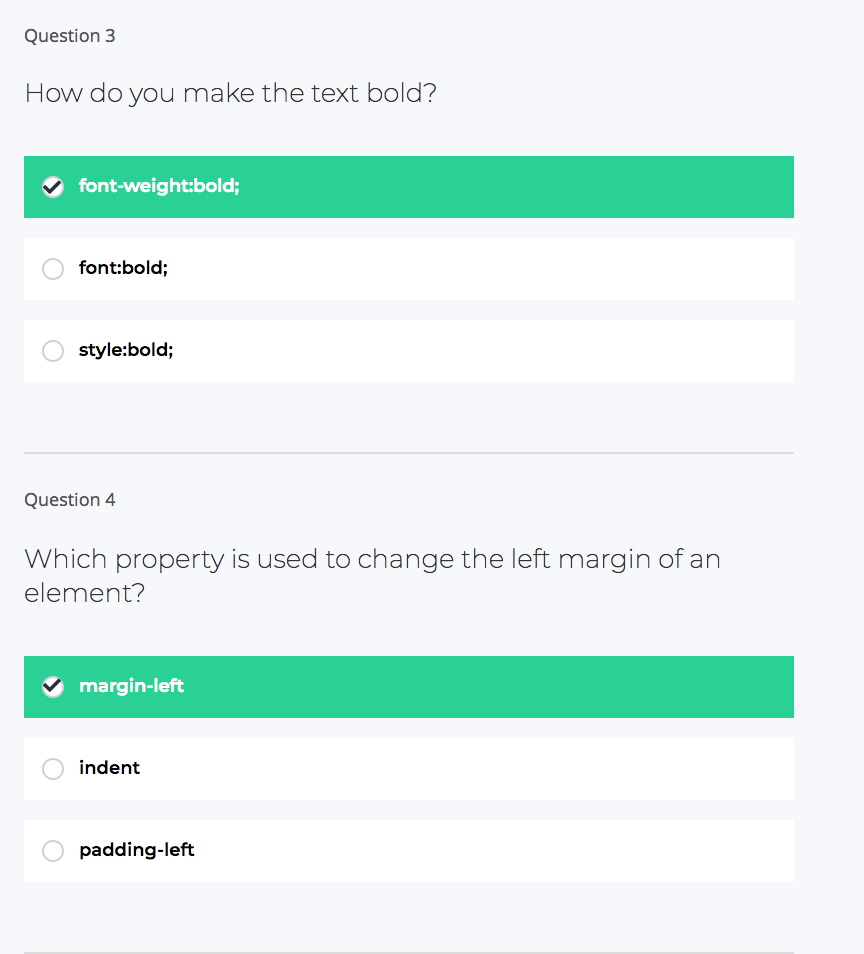 Question 3
How do you make the text bold?
font-weight:bold;
font:bold;
style:bold;
Question 4
Which property is used to change the left margin of an
element?
margin-left
indent
padding-left